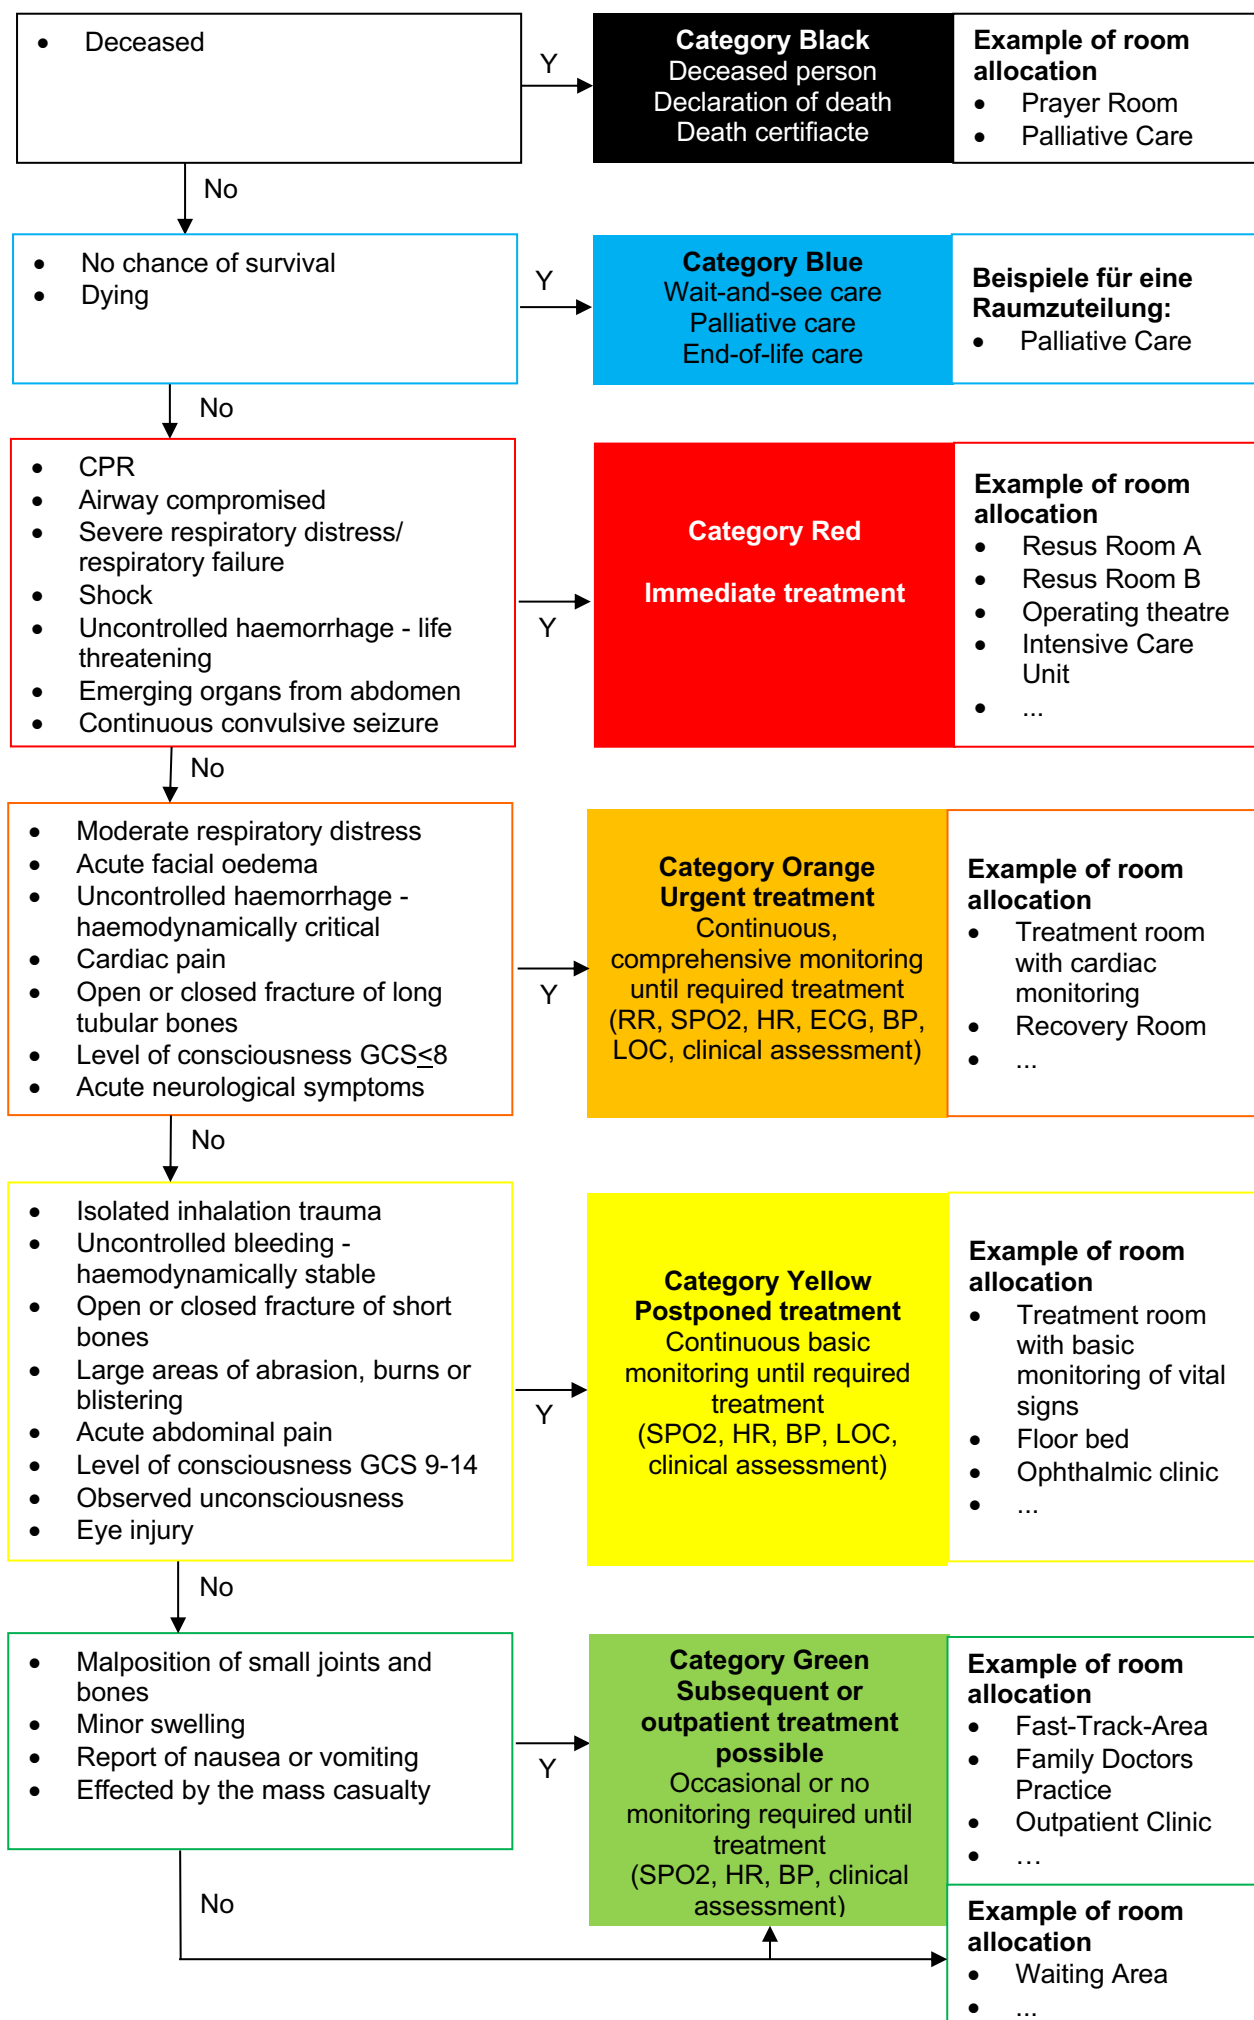 • Deceased
Y
Category Black
Deceased person
Declaration of death
Death certifiacte
Example of room
allocation
• Prayer Room
• Palliative Care
No
• No chance of survival
• Dying
Y
Category Blue
Wait-and-see care
Palliative care
End-of-life care
Beispiele für eine
Raumzuteilung:
• Palliative Care
No
• CPR
• Airway compromised
• Severe respiratory distress/
respiratory failure
• Shock
• Uncontrolled haemorrhage - life
threatening
• Emerging organs from abdomen
• Continuous convulsive seizure
Y
Category Red
Immediate treatment
Example of room
allocation
• Resus Room A
• Resus Room B
• Operating theatre
• Intensive Care
Unit
• ...
No
• Moderate respiratory distress
• Acute facial oedema
• Uncontrolled haemorrhage -
haemodynamically critical
• Cardiac pain
• Open or closed fracture of long
tubular bones
• Level of consciousness GCS≤8
• Acute neurological symptoms
Y
Category Orange
Urgent treatment
Continuous,
comprehensive monitoring
until required treatment
(RR, SPO2, HR, ECG, BP,
LOC, clinical assessment)
Example of room
allocation
• Treatment room
with cardiac
monitoring
• Recovery Room
• ...
No
• Isolated inhalation trauma
• Uncontrolled bleeding -
haemodynamically stable
• Open or closed fracture of short
bones
• Large areas of abrasion, burns or
blistering
• Acute abdominal pain
• Level of consciousness GCS 9-14
• Observed unconsciousness
• Eye injury
Y
Category Yellow
Postponed treatment
Continuous basic
monitoring until required
treatment
(SPO2, HR, BP, LOC,
clinical assessment)
Example of room
allocation
• Treatment room
with basic
monitoring of vital
signs
• Floor bed
• Ophthalmic clinic
• ...
No
• Malposition of small joints and
bones
• Minor swelling
• Report of nausea or vomiting
• Effected by the mass casualty
Y
Category Green
Subsequent or
outpatient treatment
possible
Occasional or no
monitoring required until
treatment
(SPO2, HR, BP, clinical
assessment)
Example of room
allocation
• Fast-Track-Area
• Family Doctors
Practice
• Outpatient Clinic
• …
No
Example of room
allocation
• Waiting Area
• ...